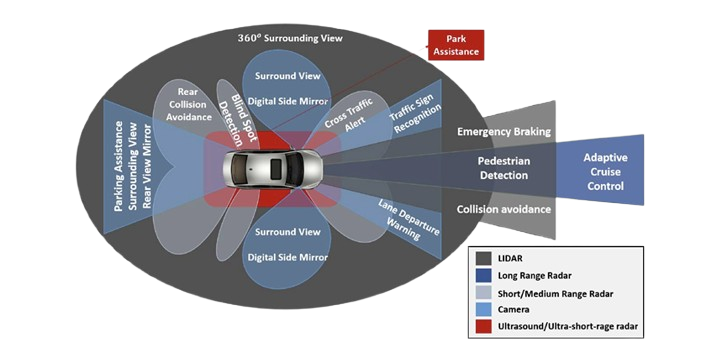 360° Surrounding View
Park
Assistance
Surround View
Digital Side Mirror
Rear
Collision
Avoidance
Blind Spot
Detection
Cross Traffic
Alert
Traffic Sign
Recognition
Emergency Braking
Parking Assistance
Surrounding View
Rear View Mirror
Pedestrian
Detection
Adaptive
Cruise
Control
Collision avoidance
Lane Departure
Warning
Surround View
Digital Side Mirror
LIDAR
Long Range Radar
Short/Medium Range Radar
Camera
Ultrasound/Ultra-short-rage radar